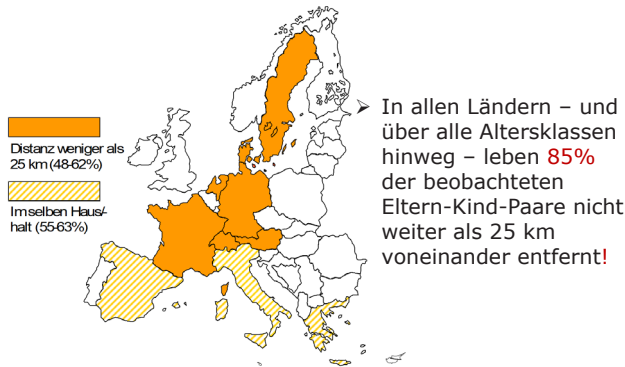 Distanz weniger als
25 km (48-62%)
Im selben Haus-/
halt (55-63%)
In allen Ländern – und
über alle Altersklassen
hinweg – leben 85%
der beobachteten
Eltern-Kind-Paare nicht
weiter als 25 km
voneinander entfernt!